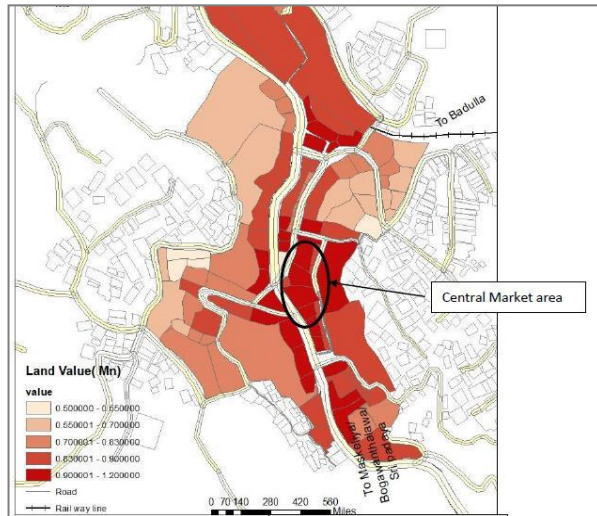 To Badulla
Central Market area
Land Value( Mn)
value
0.500000 - 0.550000
0.550001 - 0.700000
0.700001 - 0.830000
0.830001 - 0.900000
0.900001 - 1.200000
Road
Rail way line
0 70 140 280 420 560
Miles
To Maskeliya/
Bogawanthalawa/
Sri padaya